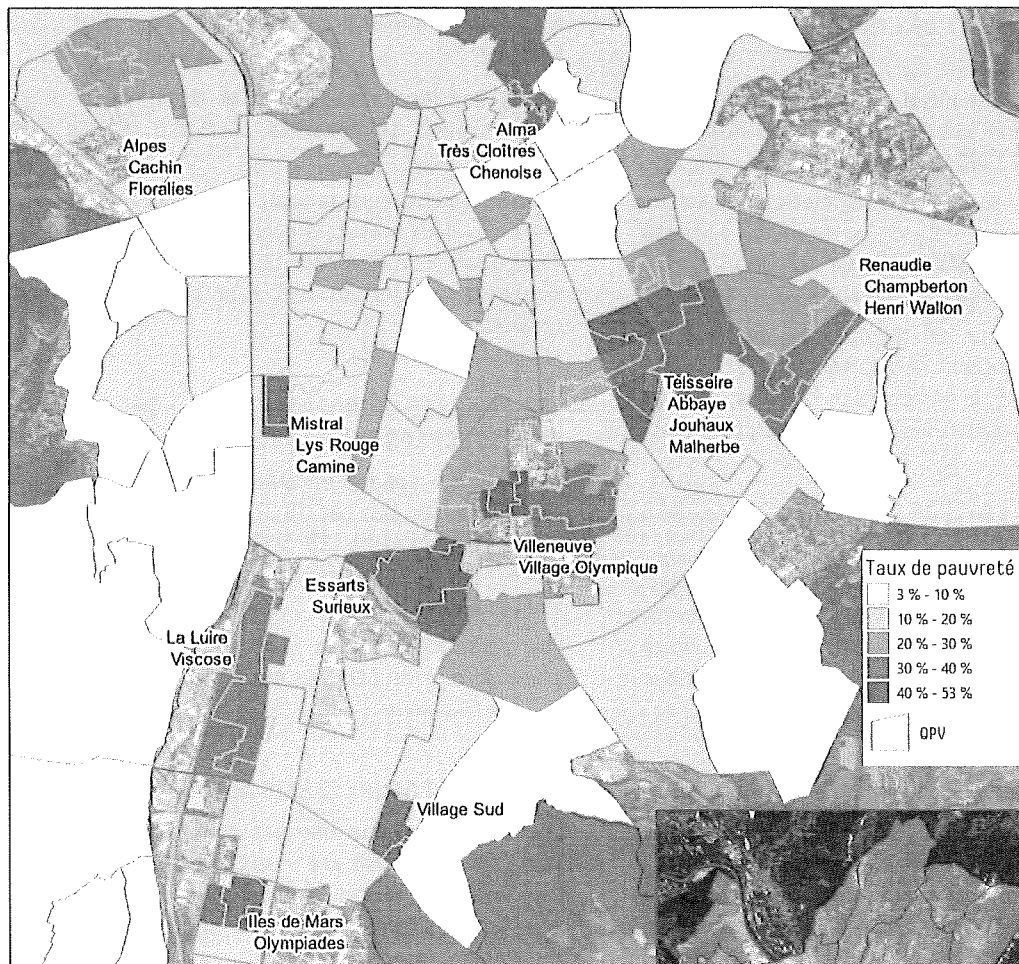 Alpes
Cachin
Floralies
Alma
Très Cloîtres
Chenoise
Renaudie
Champberton
Henri Wallon
Teisseire
Abbaye
Jouhaux
Malherbe
Mistral
Lys Rouge
Camine
Villeneuve
Village Olympique
Essarts
Surieux
La Luire
Viscose
Village Sud
Iles de Mars
Olympiades
Taux de pauvreté
3 % - 10 %
10 % - 20 %
20 % - 30 %
30 % - 40 %
40 % - 53 %
QPV